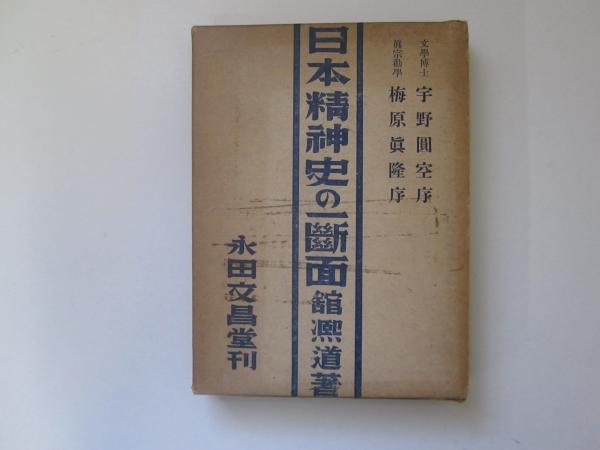 文學博士 宇野圓空序
眞宗勸學 梅原眞隆序
日本精神史の一斷面 舘凞道著
永田文昌堂刊